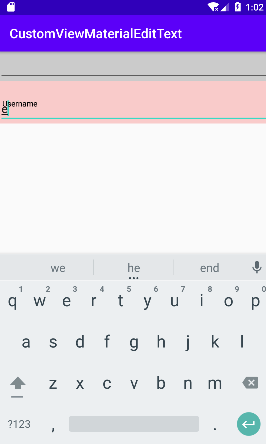 1:02
CustomViewMaterialEditText
Username
e
we he end
1 2 3 4 5 6 7 8 9 0
q w e r t y u i o p
a s d f g h j k l
z x c v b n m
?123 , .